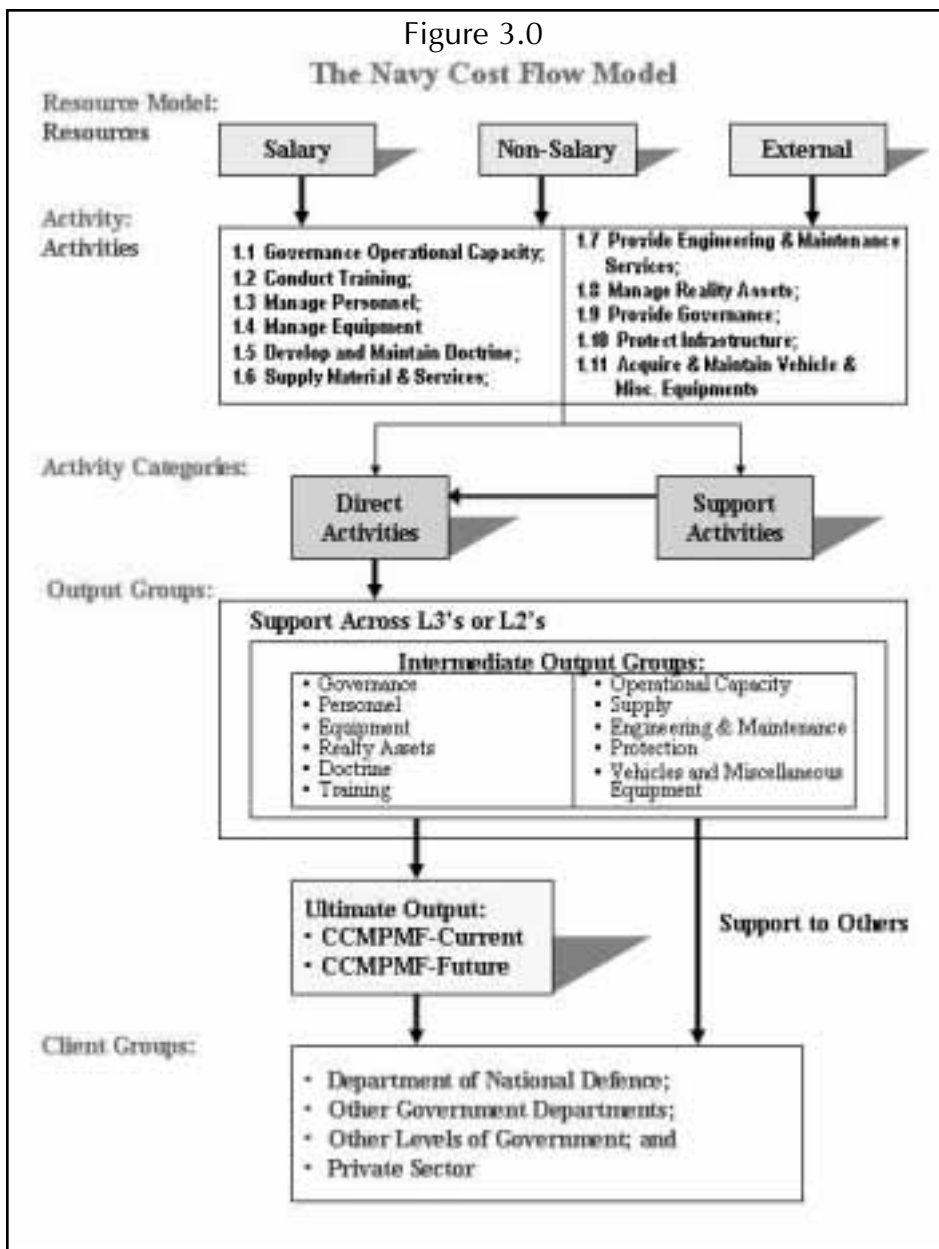 Figure 3.0
The Navy Cost Flow Model
Resource Model:
Resources
Salary
Non-Salary
External
Activity:
Activities
1.1 Governance Operational Capacity;
1.2 Conduct Training;
1.3 Manage Personnel;
1.4 Manage Equipment
1.5 Develop and Maintain Doctrine;
1.6 Supply Material & Services;
1.7 Provide Engineering & Maintenance
Services;
1.8 Manage Reality Assets;
1.9 Provide Governance;
1.10 Protect Infrastructure;
1.11 Acquire & Maintain Vehicle &
Misc. Equipments
Activity Categories:
Direct
Activities
Support
Activities
Output Groups:
Support Across L3's or L2's
Intermediate Output Groups:
• Governance
• Personnel
• Equipment
• Realty Assets
• Doctrine
• Training
• Operational Capacity
• Supply
• Engineering & Maintenance
• Protection
• Vehicles and Miscellaneous
Equipment
Ultimate Output:
• CCMPMF-Current
• CCMPMF-Future
Support to Others
Client Groups:
• Department of National Defence;
• Other Government Departments;
• Other Levels of Government; and
• Private Sector